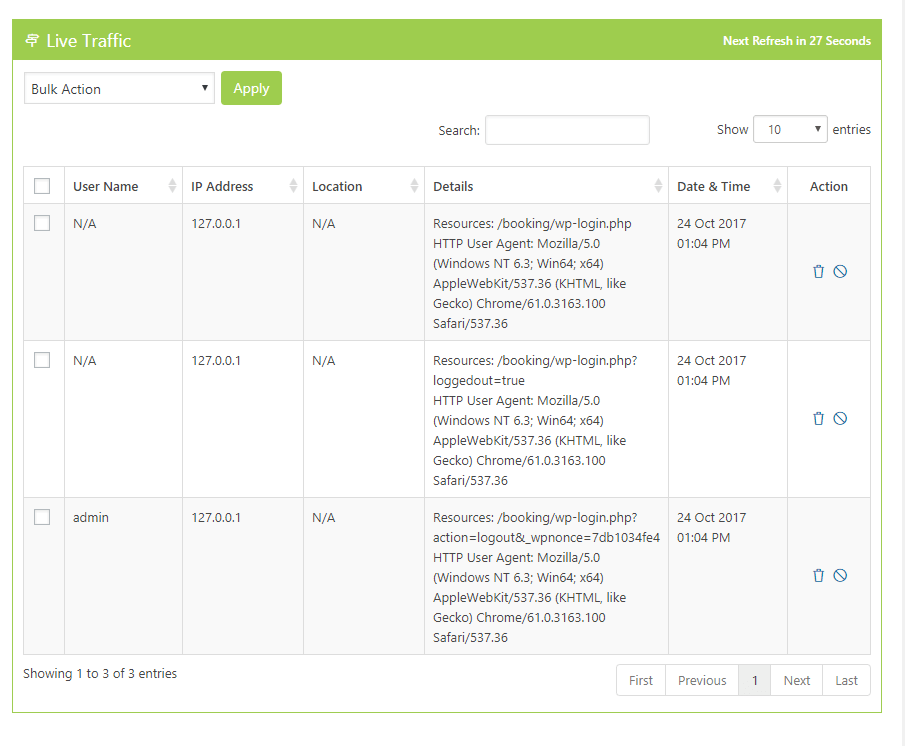 Live Traffic
Next Refresh in 27 Seconds
Bulk Action
Apply
Search:
Show 10 entries
User Name IP Address Location Details Date & Time Action
N/A 127.0.0.1 N/A Resources: /booking/wp-login.php 24 Oct 2017
HTTP User Agent: Mozilla/5.0 01:04 PM
(Windows NT 6.3; Win64; x64)
AppleWebKit/537.36 (KHTML, like
Gecko) Chrome/61.0.3163.100
Safari/537.36
N/A 127.0.0.1 N/A Resources: /booking/wp-login.php? 24 Oct 2017
loggedout=true 01:04 PM
HTTP User Agent: Mozilla/5.0
(Windows NT 6.3; Win64; x64)
AppleWebKit/537.36 (KHTML, like
Gecko) Chrome/61.0.3163.100
Safari/537.36
admin 127.0.0.1 N/A Resources: /booking/wp-login.php? 24 Oct 2017
action=logout&_wpnonce=7db1034fe4 01:04 PM
HTTP User Agent: Mozilla/5.0
(Windows NT 6.3; Win64; x64)
AppleWebKit/537.36 (KHTML, like
Gecko) Chrome/61.0.3163.100
Safari/537.36
Showing 1 to 3 of 3 entries
First Previous 1 Next Last